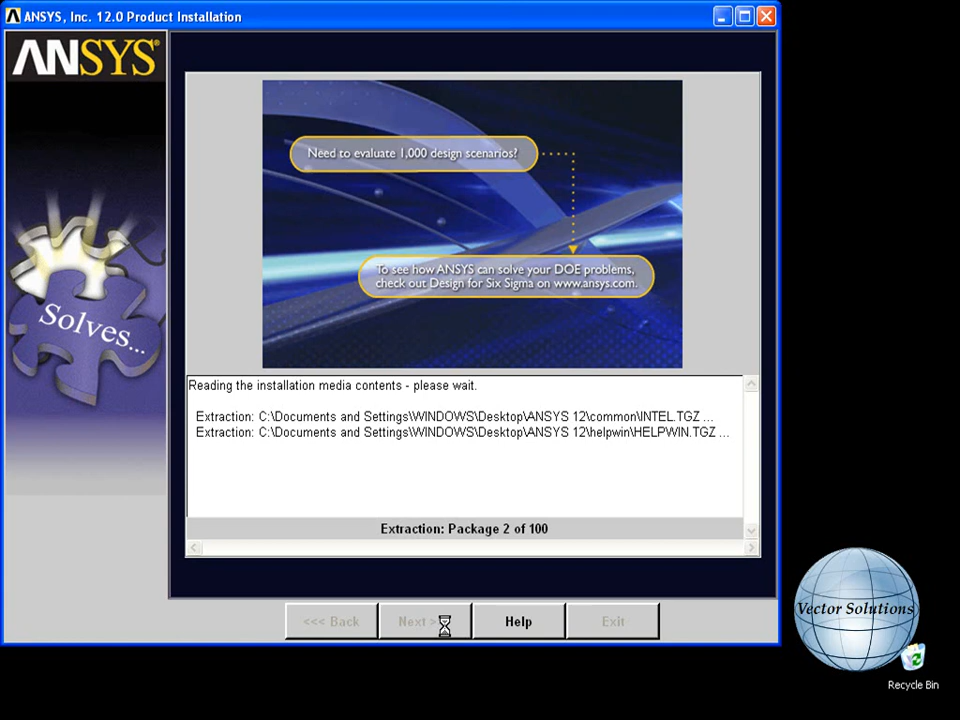 ANSYS, Inc. 12.0 Product Installation
ANSYS®
Need to evaluate 1,000 design scenarios?
To see how ANSYS can solve your DOE problems,
check out Design for Six Sigma on www.ansys.com.
Solves...
Reading the installation media contents - please wait.
Extraction: C:\Documents and Settings\WINDOWS\Desktop\ANSYS 12\common\INTEL.TGZ ...
Extraction: C:\Documents and Settings\WINDOWS\Desktop\ANSYS 12\helpwin\HELPWIN.TGZ ...
Extraction: Package 2 of 100
<<< Back
Next >
Help
Exit
Vector Solutions
Recycle Bin